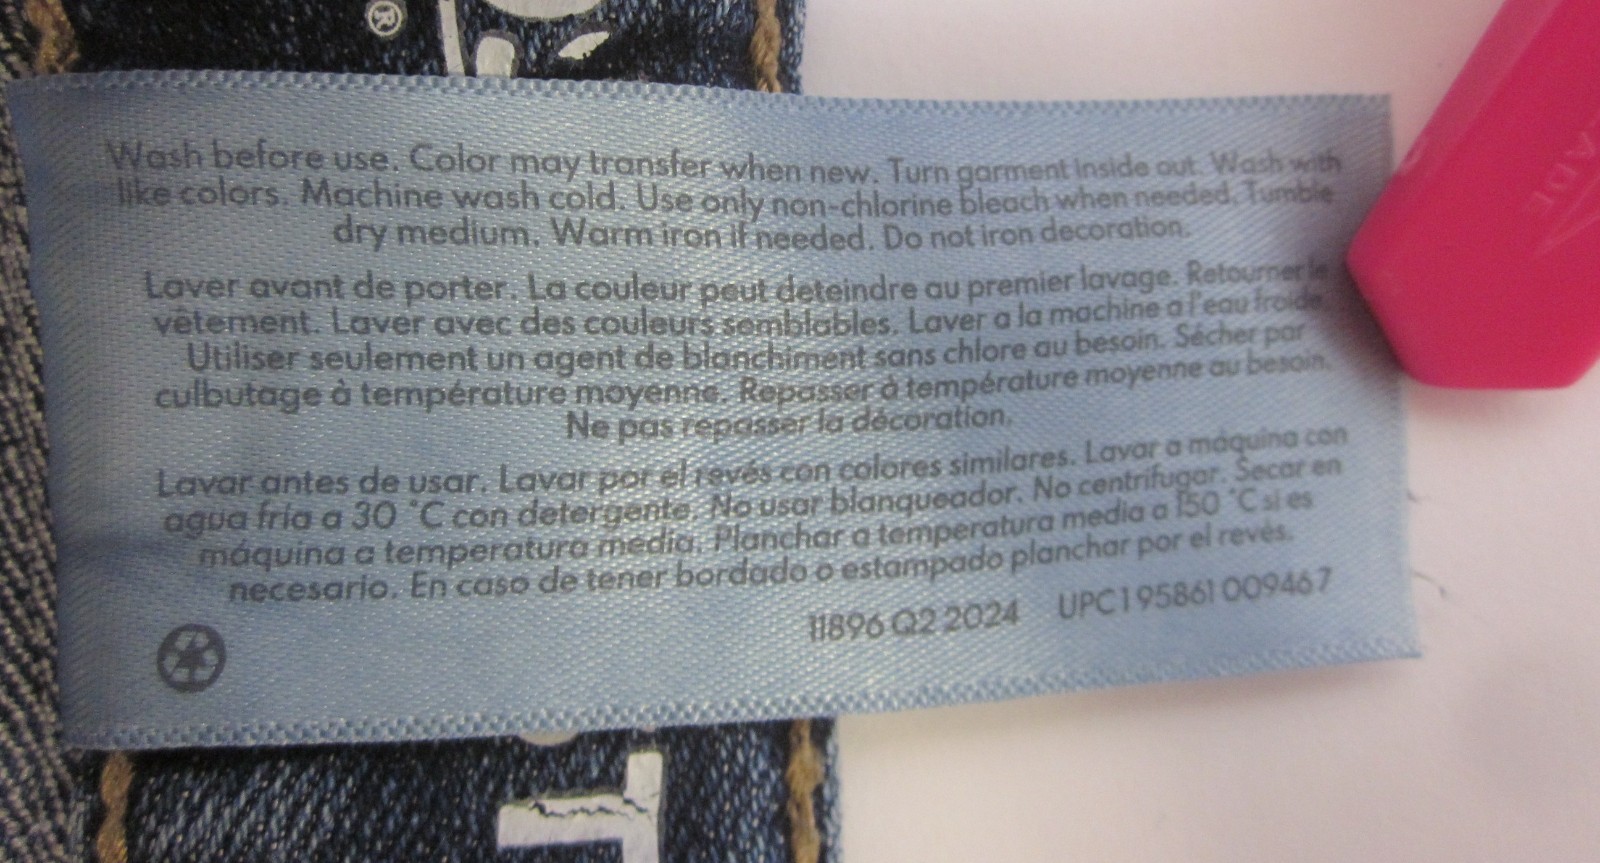 ®
Wash before use. Color may transfer when new. Turn garment inside out. Wash with
like colors. Machine wash cold. Use only non-chlorine bleach when needed. Tumble
dry medium. Warm iron if needed. Do not iron decoration.
Laver avant de porter. La couleur peut deteindre au premier lavage. Retourner le
vêtement. Laver avec des couleurs semblables. Laver a la machine a l'eau froide.
Utiliser seulement un agent de blanchiment sans chlore au besoin. Sécher par
culbutage à température moyenne. Repasser à température moyenne au besoin.
Ne pas repasser la décoration.
Lavar antes de usar. Lavar por el revés con colores similares. Lavar a máquina con
agua fría a 30 °C con detergente. No usar blanqueador. No centrifugar. Secar en
máquina a temperatura media. Planchar a temperatura media a 150 °C si es
necesario. En caso de tener bordado o estampado planchar por el revés.
11896 Q2 2024 UPC195861009467